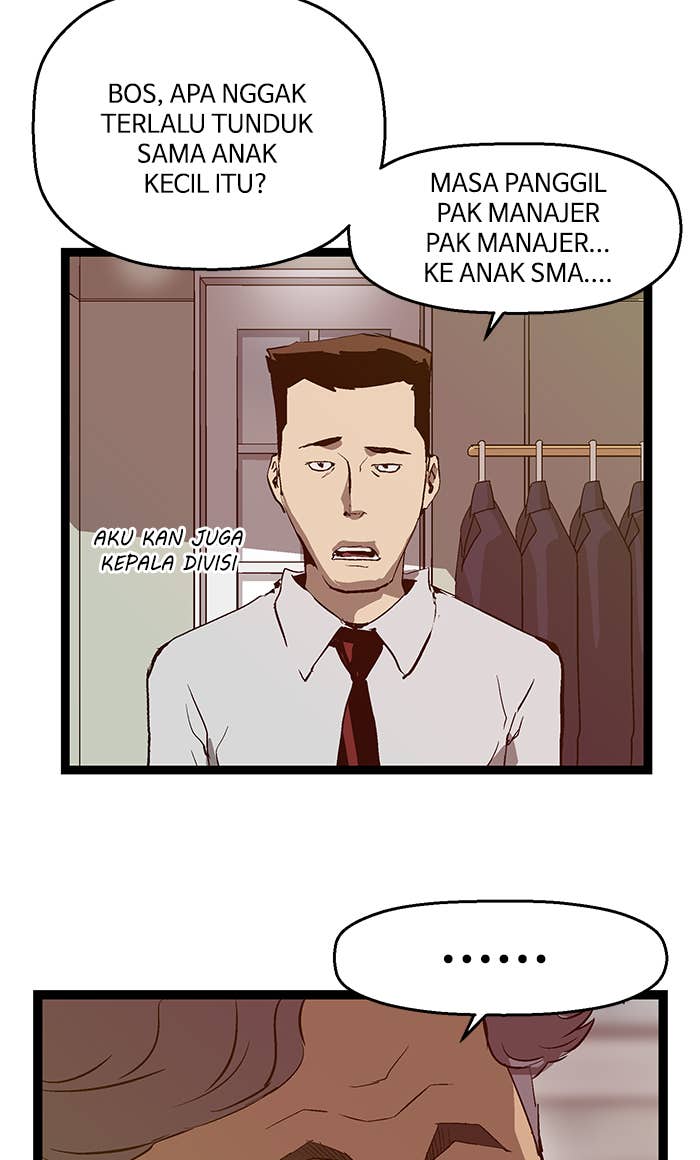 BOS, APA NGGAK
TERLALU TUNDUK
SAMA ANAK
KECIL ITU?
MASA PANGGIL
PAK MANAJER
PAK MANAJER...
KE ANAK SMA....
AKU KAN JUGA
KEPALA DIVISI
......